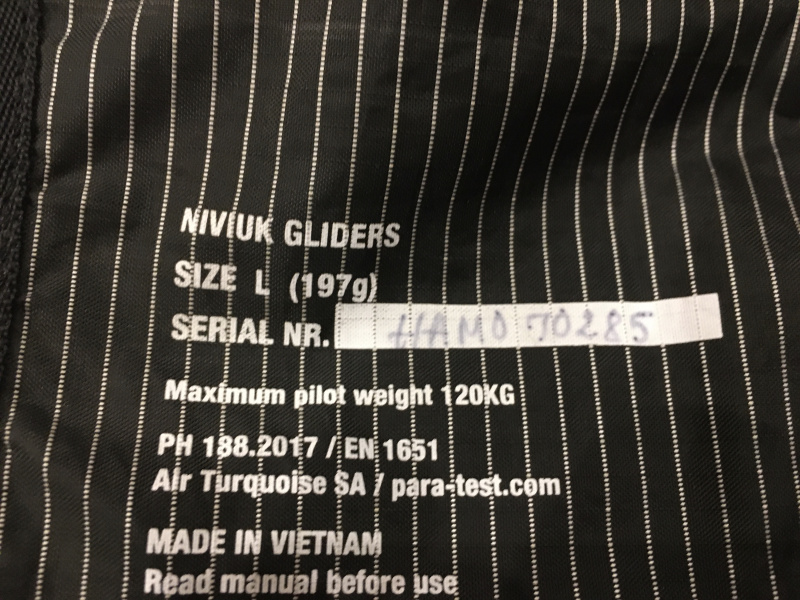 NIVIUK GLIDERS
SIZE L (197g)
SERIAL NR. HAMO70285
Maximum pilot weight 120KG
PH 188.2017 / EN 1651
Air Turquoise SA / para-test.com
MADE IN VIETNAM
Read manual before use